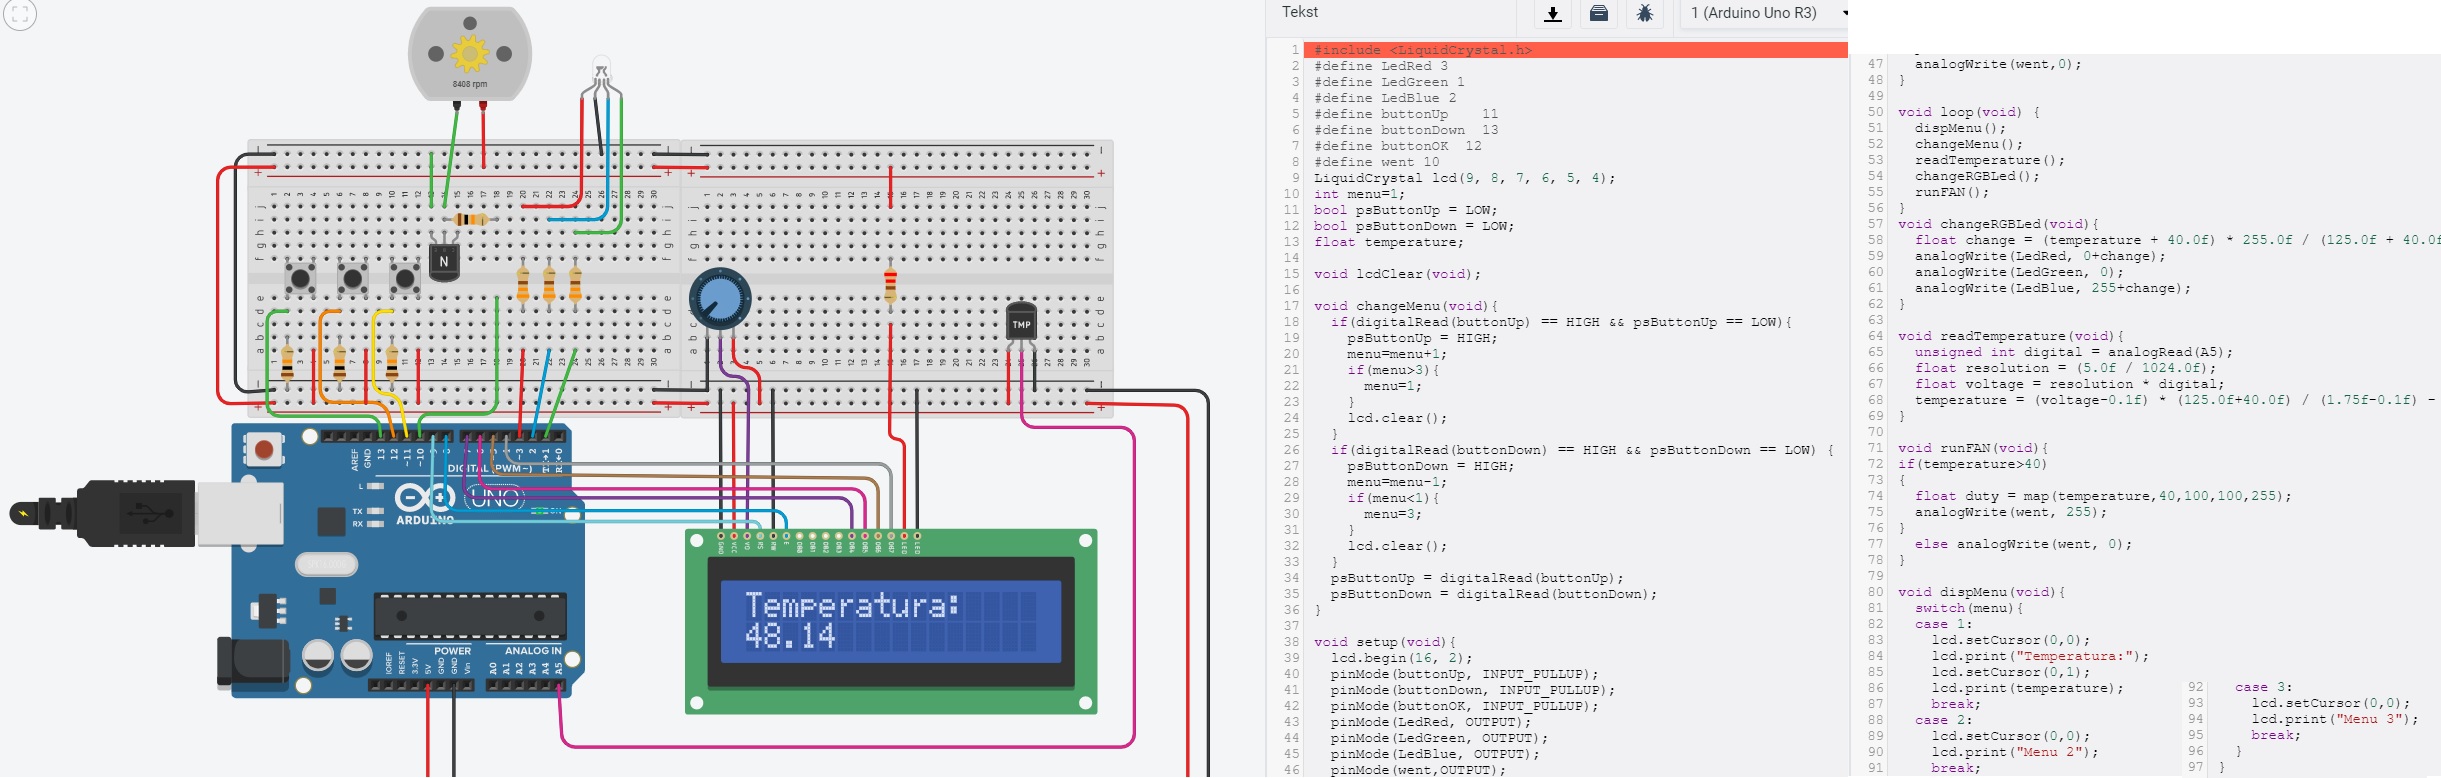 8408 rpm
N
TMP
AREF
GND
13
12
~11
~10
DIGITAL (PWM~)
L
TX
RX
ARDUINO
UNO
ON
POWER
ANALOG IN
IOREF
RESET
3.3V
5V
GND
GND
Vin
A0
A1
A2
A3
A4
A5
Temperatura:
48.14
Tekst
1 (Arduino Uno R3)
1 #include <LiquidCrystal.h>
2 #define LedRed 3
3 #define LedGreen 1
4 #define LedBlue 2
5 #define buttonUp    11
6 #define buttonDown  13
7 #define buttonOK  12
8 #define went 10
9 LiquidCrystal lcd(9, 8, 7, 6, 5, 4);
10 int menu=1;
11 bool psButtonUp = LOW;
12 bool psButtonDown = LOW;
13 float temperature;
14
15 void lcdClear(void);
16
17 void changeMenu(void){
18   if(digitalRead(buttonUp) == HIGH && psButtonUp == LOW){
19     psButtonUp = HIGH;
20     menu=menu+1;
21     if(menu>3){
22       menu=1;
23     }
24     lcd.clear();
25   }
26   if(digitalRead(buttonDown) == HIGH && psButtonDown == LOW) {
27     psButtonDown = HIGH;
28     menu=menu-1;
29     if(menu<1){
30       menu=3;
31     }
32     lcd.clear();
33   }
34   psButtonUp = digitalRead(buttonUp);
35   psButtonDown = digitalRead(buttonDown);
36 }
37
38 void setup(void){
39   lcd.begin(16, 2);
40   pinMode(buttonUp, INPUT_PULLUP);
41   pinMode(buttonDown, INPUT_PULLUP);
42   pinMode(buttonOK, INPUT_PULLUP);
43   pinMode(LedRed, OUTPUT);
44   pinMode(LedGreen, OUTPUT);
45   pinMode(LedBlue, OUTPUT);
46   pinMode(went,OUTPUT);
47   analogWrite(went,0);
48 }
49
50 void loop(void) {
51   dispMenu();
52   changeMenu();
53   readTemperature();
54   changeRGBLed();
55   runFAN();
56 }
57 void changeRGBLed(void){
58   float change = (temperature + 40.0f) * 255.0f / (125.0f + 40.0f
59   analogWrite(LedRed, 0+change);
60   analogWrite(LedGreen, 0);
61   analogWrite(LedBlue, 255+change);
62 }
63
64 void readTemperature(void){
65   unsigned int digital = analogRead(A5);
66   float resolution = (5.0f / 1024.0f);
67   float voltage = resolution * digital;
68   temperature = (voltage-0.1f) * (125.0f+40.0f) / (1.75f-0.1f) -
69 }
70
71 void runFAN(void){
72 if(temperature>40)
73 {
74   float duty = map(temperature,40,100,100,255);
75   analogWrite(went, 255);
76 }
77   else analogWrite(went, 0);
78 }
79
80 void dispMenu(void){
81   switch(menu){
82   case 1:
83     lcd.setCursor(0,0);
84     lcd.print("Temperatura:");
85     lcd.setCursor(0,1);
86     lcd.print(temperature);
87     break;
88   case 2:
89     lcd.setCursor(0,0);
90     lcd.print("Menu 2");
91     break;
92   case 3:
93     lcd.setCursor(0,0);
94     lcd.print("Menu 3");
95     break;
96   }
97 }